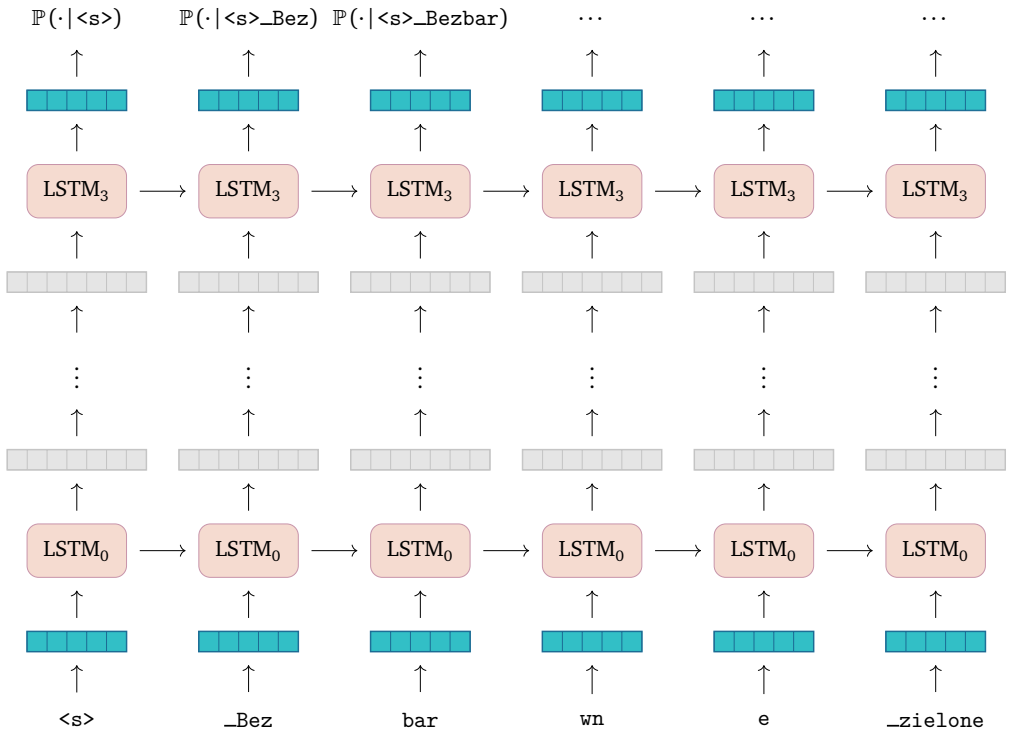 ℙ(·|<s>) ℙ(·|<s>_Bez) ℙ(·|<s>_Bezbar) ··· ··· ···
LSTM₃ LSTM₃ LSTM₃ LSTM₃ LSTM₃ LSTM₃
⋮ ⋮ ⋮ ⋮ ⋮ ⋮
LSTM₀ LSTM₀ LSTM₀ LSTM₀ LSTM₀ LSTM₀
<s> _Bez bar wn e _zielone